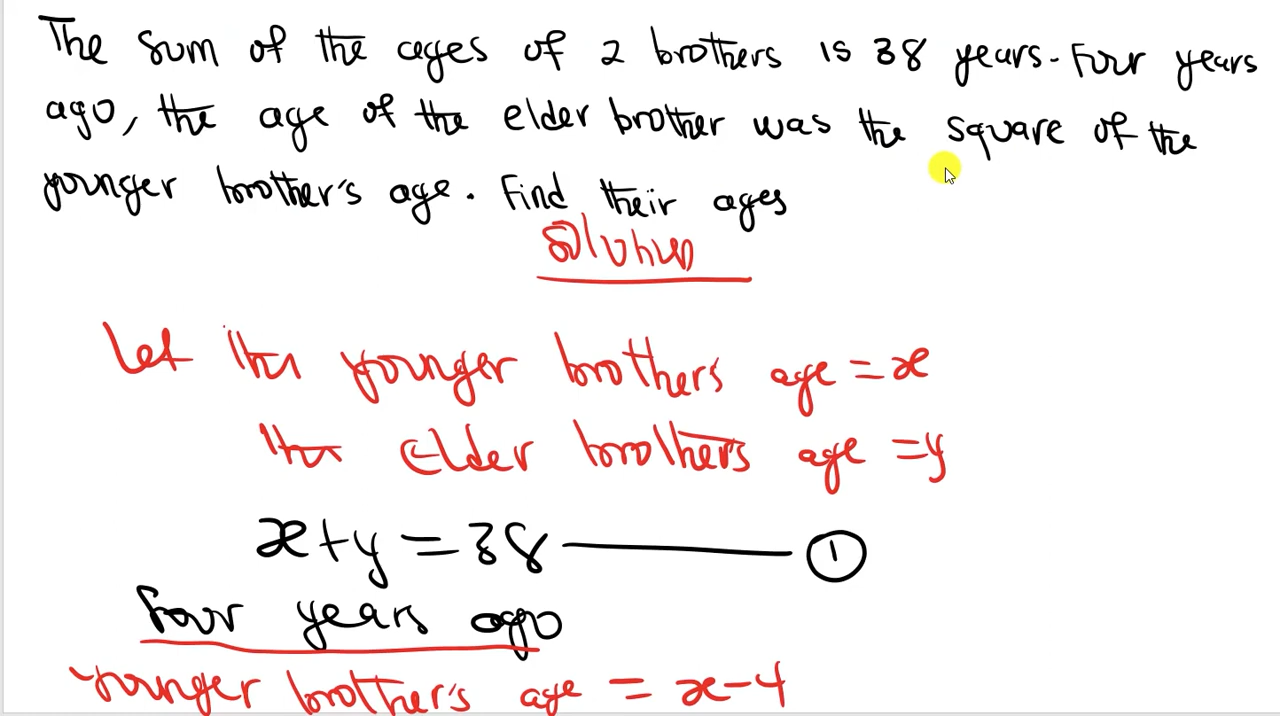 The sum of the ages of 2 brothers is 38 years. Four years
ago, the age of the elder brother was the square of the
younger brother's age. Find their ages
Solution
Let the younger brothers age = x
the Elder brothers age = y
x + y = 38 ——— ①
Four years ago
younger brother's age = x - 4